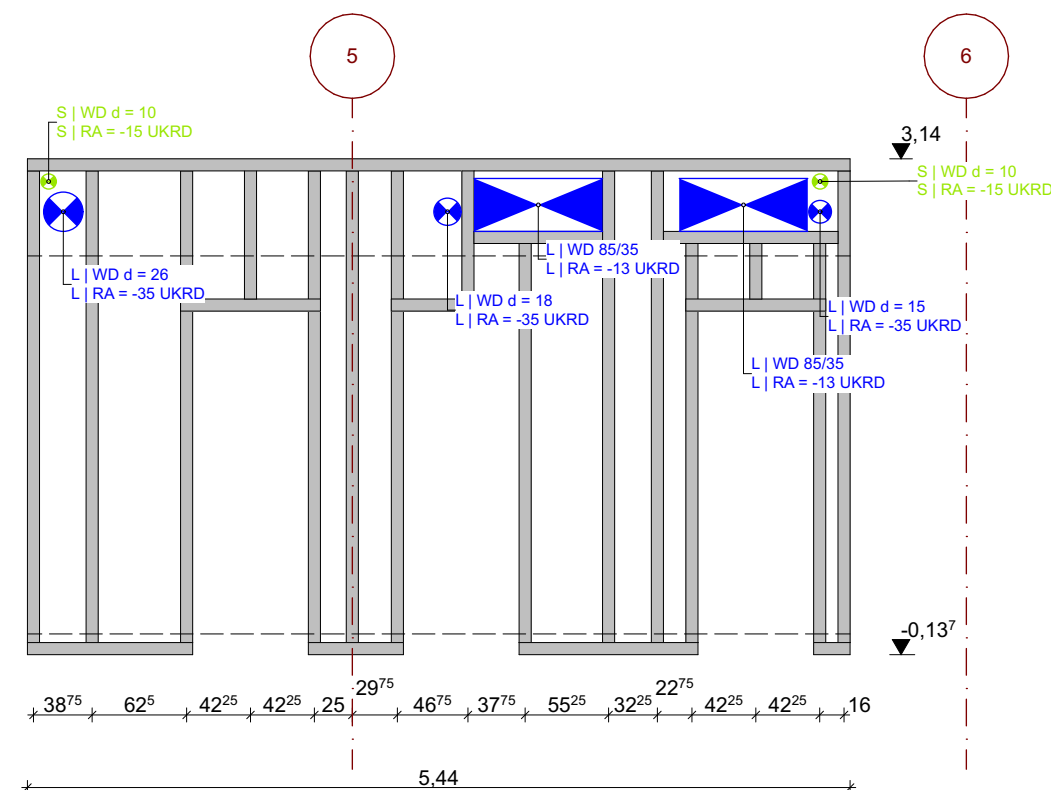 5
6
S | WD d = 10
S | RA = -15 UKRD
3,14
S | WD d = 10
S | RA = -15 UKRD
L | WD d = 26
L | RA = -35 UKRD
L | WD 85/35
L | RA = -13 UKRD
L | WD d = 18
L | RA = -35 UKRD
L | WD d = 15
L | RA = -35 UKRD
L | WD 85/35
L | RA = -13 UKRD
-0,13⁷
38⁷⁵ 62⁵ 42²⁵ 42²⁵ 25 29⁷⁵ 46⁷⁵ 37⁷⁵ 55²⁵ 32²⁵ 22⁷⁵ 42²⁵ 42²⁵ 16
5,44